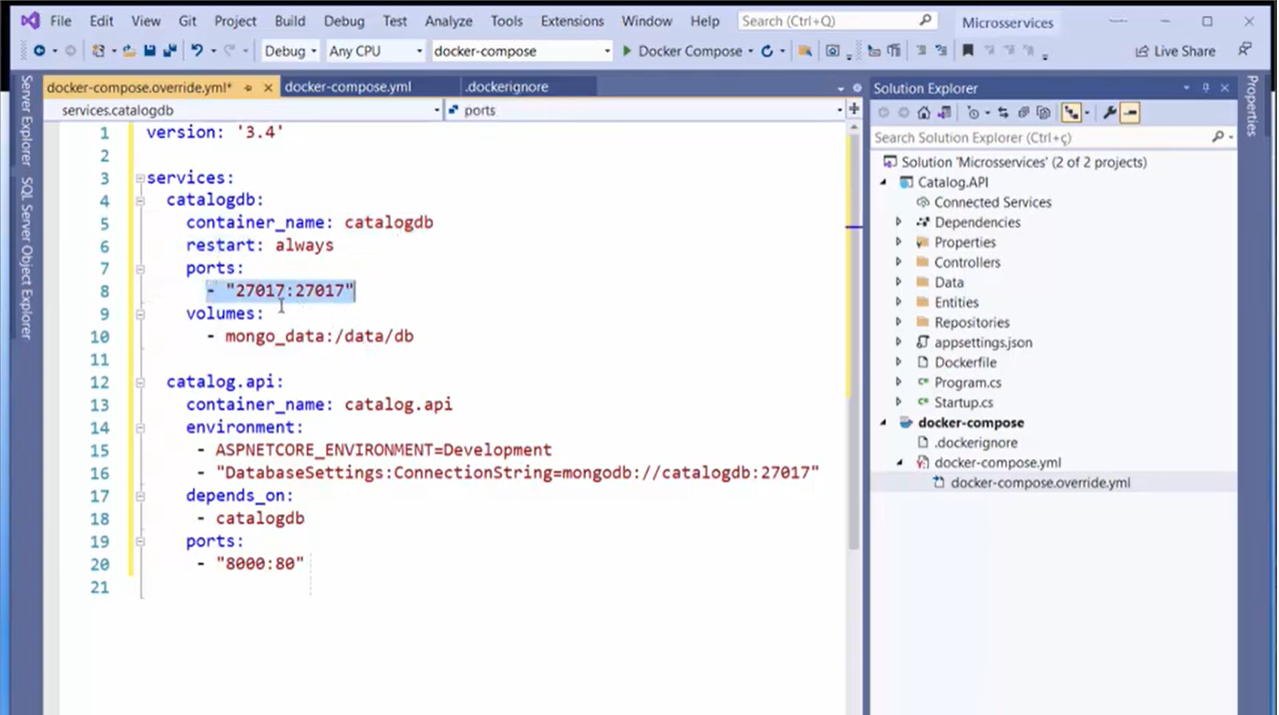 File Edit View Git Project Build Debug Test Analyze Tools Extensions Window Help Search (Ctrl+Q) Microsservices
Debug Any CPU docker-compose Docker Compose Live Share
docker-compose.override.yml* docker-compose.yml .dockerignore
services.catalogdb ports
1 version: '3.4'
2
3 services:
4 catalogdb:
5 container_name: catalogdb
6 restart: always
7 ports:
8 - "27017:27017"
9 volumes:
10 - mongo_data:/data/db
11
12 catalog.api:
13 container_name: catalog.api
14 environment:
15 - ASPNETCORE_ENVIRONMENT=Development
16 - "DatabaseSettings:ConnectionString=mongodb://catalogdb:27017"
17 depends_on:
18 - catalogdb
19 ports:
20 - "8000:80"
21
Server Explorer
SQL Server Object Explorer
Solution Explorer
Search Solution Explorer (Ctrl+ç)
Solution 'Microsservices' (2 of 2 projects)
Catalog.API
Connected Services
Dependencies
Properties
Controllers
Data
Entities
Repositories
appsettings.json
Dockerfile
Program.cs
Startup.cs
docker-compose
.dockerignore
docker-compose.yml
docker-compose.override.yml
Properties